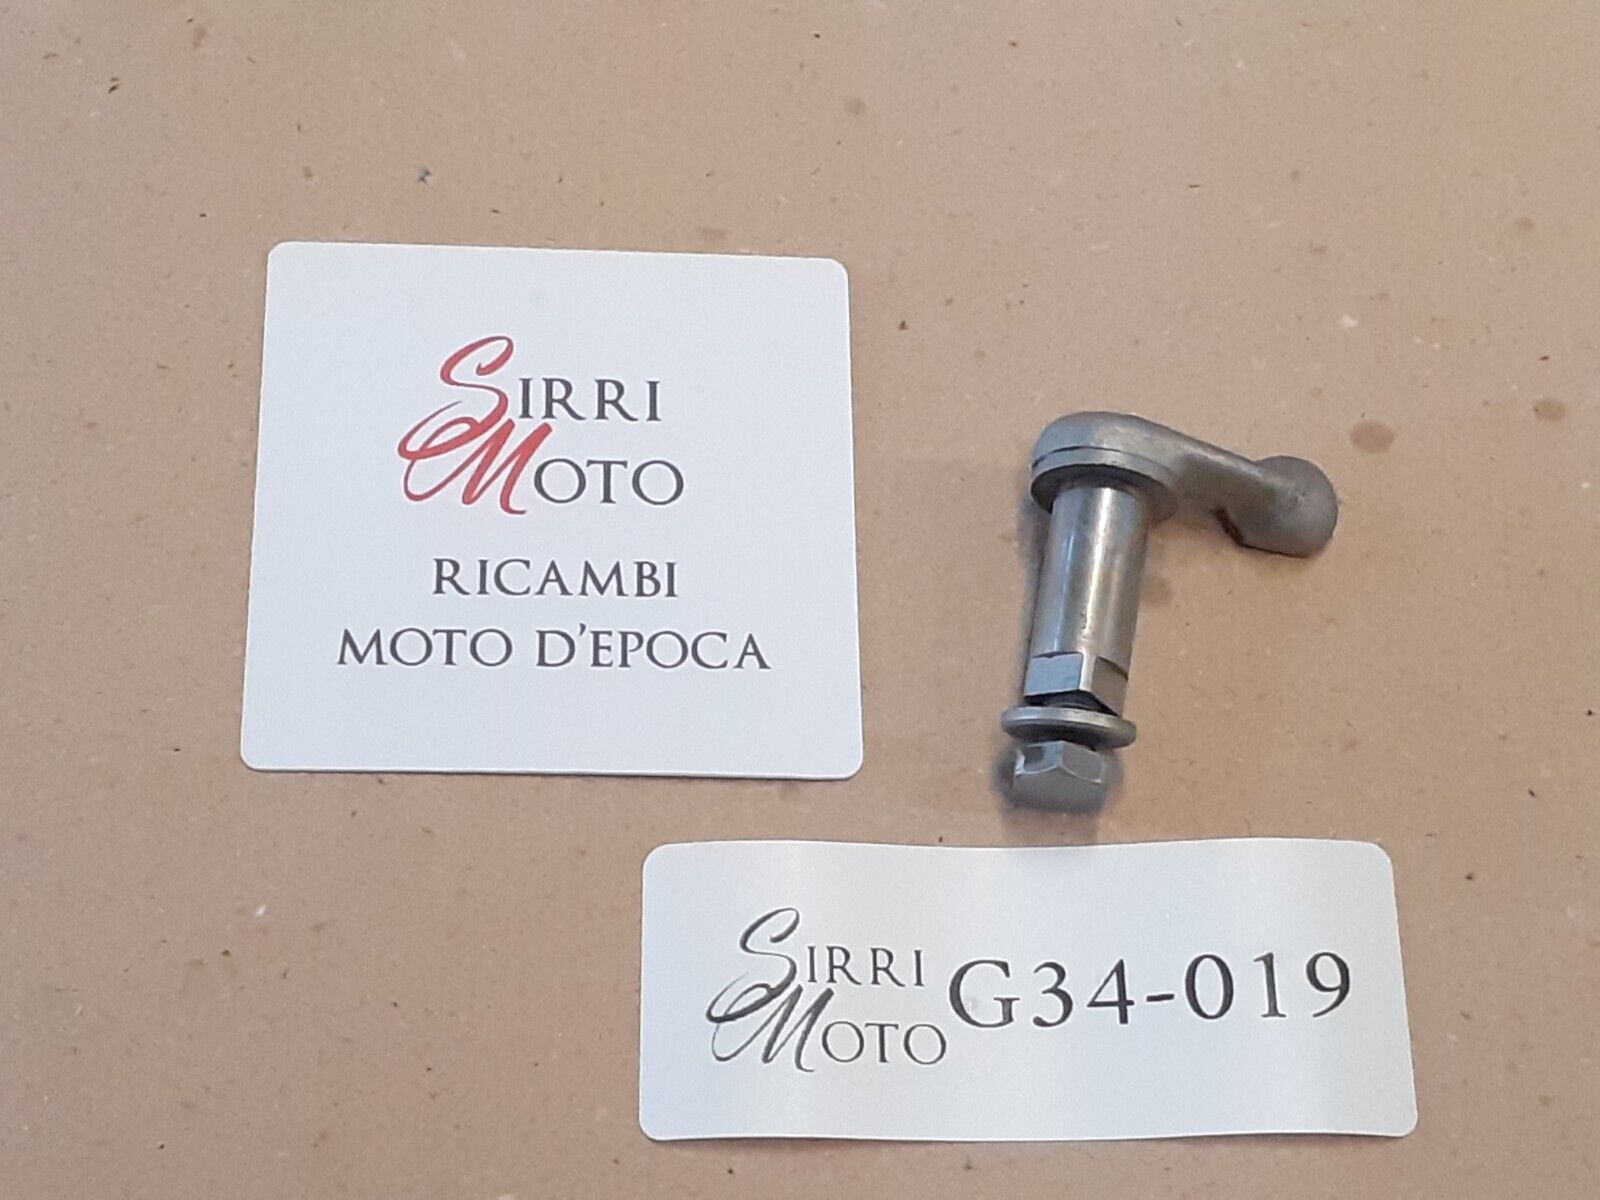 SIRRI
MOTO
RICAMBI
MOTO D'EPOCA
SIRRI
MOTO
G34-019